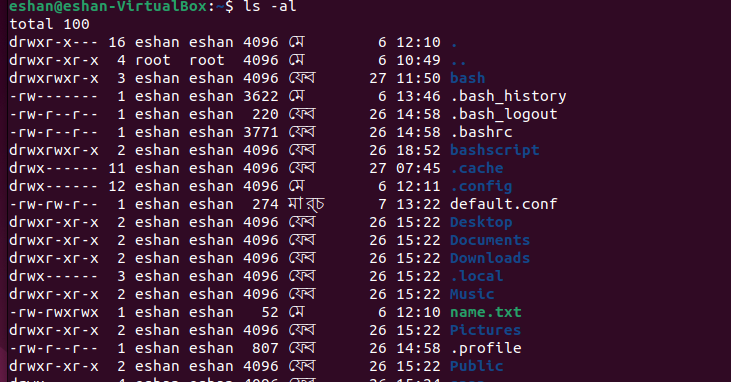 eshan@eshan-VirtualBox:~$ ls -al
total 100
drwxr-x--- 16 eshan eshan 4096 মে 6 12:10 .
drwxr-xr-x 4 root root 4096 মে 6 10:49 ..
drwxrwxr-x 3 eshan eshan 4096 ফেব 27 11:50 bash
-rw------- 1 eshan eshan 3622 মে 6 13:46 .bash_history
-rw-r--r-- 1 eshan eshan 220 ফেব 26 14:58 .bash_logout
-rw-r--r-- 1 eshan eshan 3771 ফেব 26 14:58 .bashrc
drwxrwxr-x 2 eshan eshan 4096 ফেব 26 18:52 bashscript
drwx------ 11 eshan eshan 4096 ফেব 27 07:45 .cache
drwx------ 12 eshan eshan 4096 মে 6 12:11 .config
-rw-rw-r-- 1 eshan eshan 274 মার্চ 7 13:22 default.conf
drwxr-xr-x 2 eshan eshan 4096 ফেব 26 15:22 Desktop
drwxr-xr-x 2 eshan eshan 4096 ফেব 26 15:22 Documents
drwxr-xr-x 2 eshan eshan 4096 ফেব 26 15:22 Downloads
drwx------ 3 eshan eshan 4096 ফেব 26 15:22 .local
drwxr-xr-x 2 eshan eshan 4096 ফেব 26 15:22 Music
-rw-rwxrwx 1 eshan eshan 52 মে 6 12:10 name.txt
drwxr-xr-x 2 eshan eshan 4096 ফেব 26 15:22 Pictures
-rw-r--r-- 1 eshan eshan 807 ফেব 26 14:58 .profile
drwxr-xr-x 2 eshan eshan 4096 ফেব 26 15:22 Public